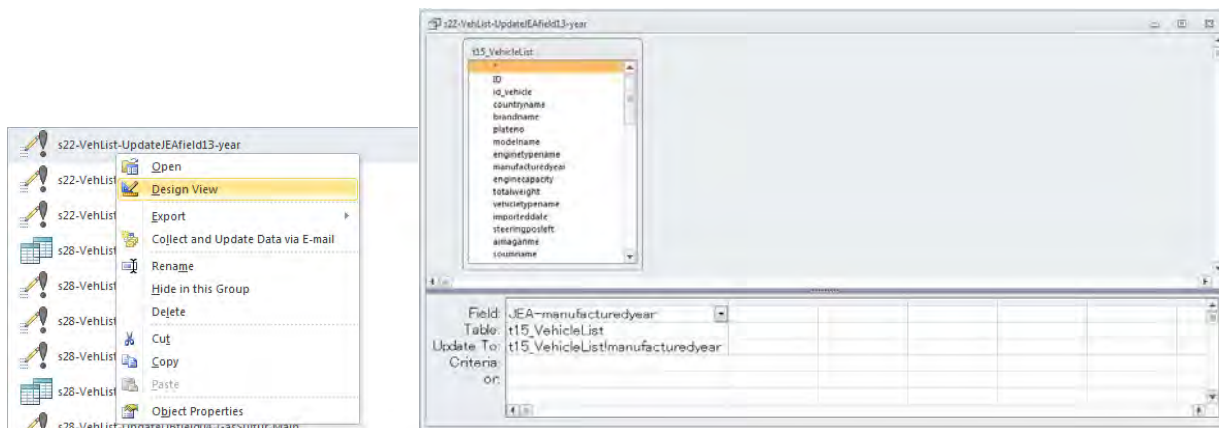 s22-VehList-UpdateJEAfield13-year
s22-VehList
s22-VehList
s28-VehList
s28-VehList
s28-VehList
s28-VehList
s28-VehList
Open
Design View
Export
Collect and Update Data via E-mail
Rename
Hide in this Group
Delete
Cut
Copy
Paste
Object Properties
s22-VehList-UpdateJEAfield13-year
t15_VehicleList
*
ID
id_vehicle
countryname
brandname
plateno
modelname
enginetypename
manufacturedyear
enginecapacity
totalweight
vehicletypename
importeddate
steeringposleft
aimaganme
soumname
Field: JEA-manufacturedyear
Table: t15_VehicleList
Update To: t15_VehicleList!manufacturedyear
Criteria:
or: